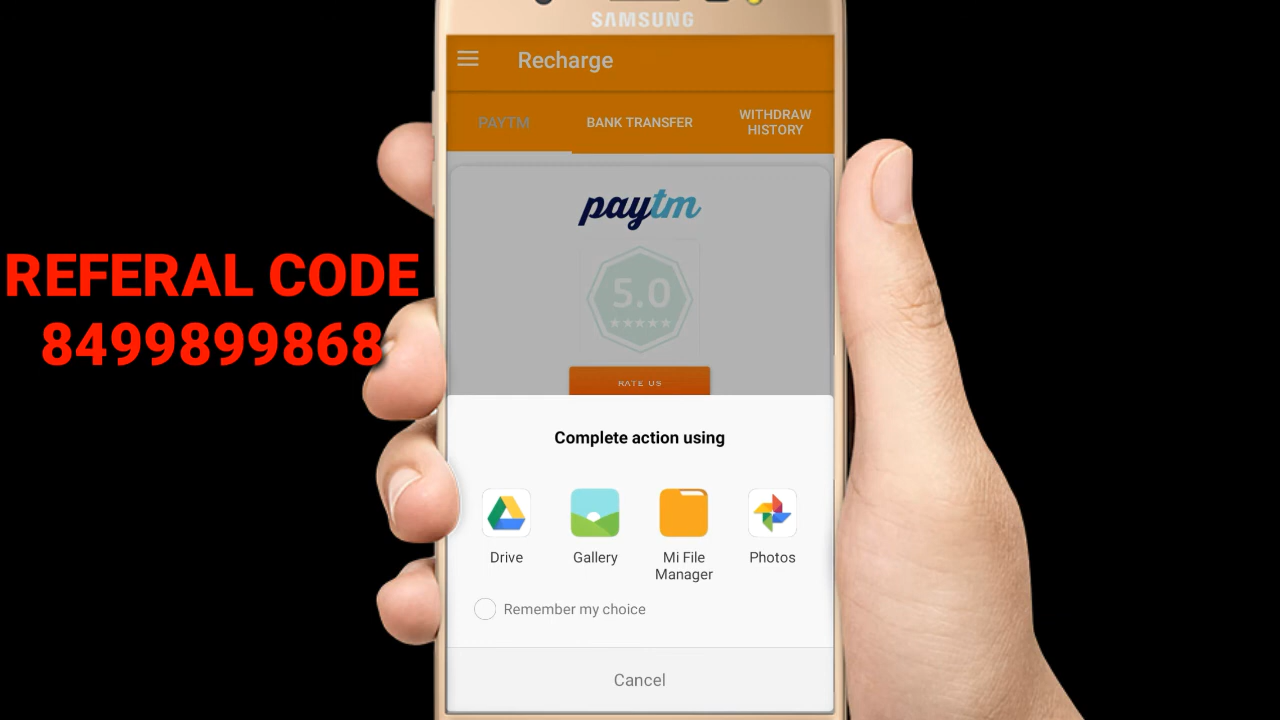 SAMSUNG
Recharge
PAYTM
BANK TRANSFER
WITHDRAW
HISTORY
paytm
5.0
RATE US
REFERAL CODE
8499899868
Complete action using
Drive
Gallery
Mi File
Manager
Photos
Remember my choice
Cancel